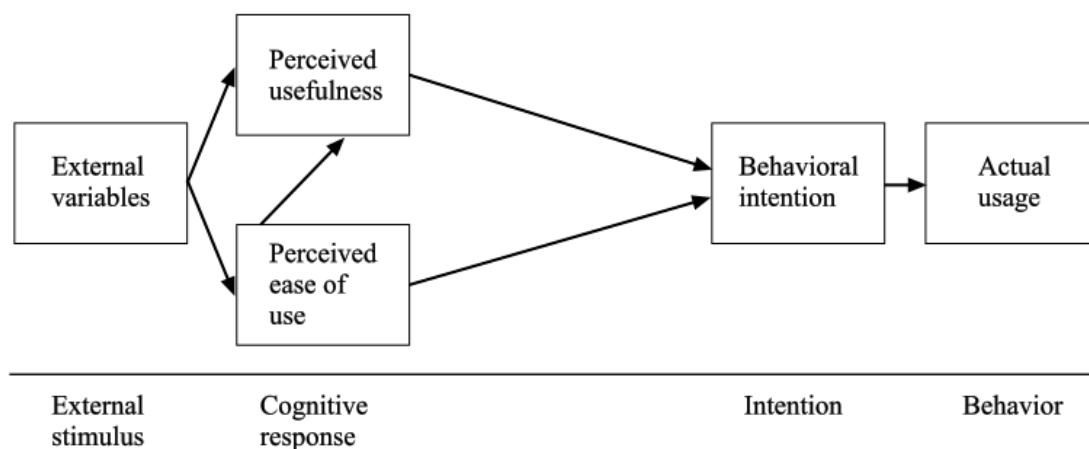 Perceived
usefulness
External
variables
Behavioral
intention
Actual
usage
Perceived
ease of
use
External
stimulus
Cognitive
response
Intention
Behavior